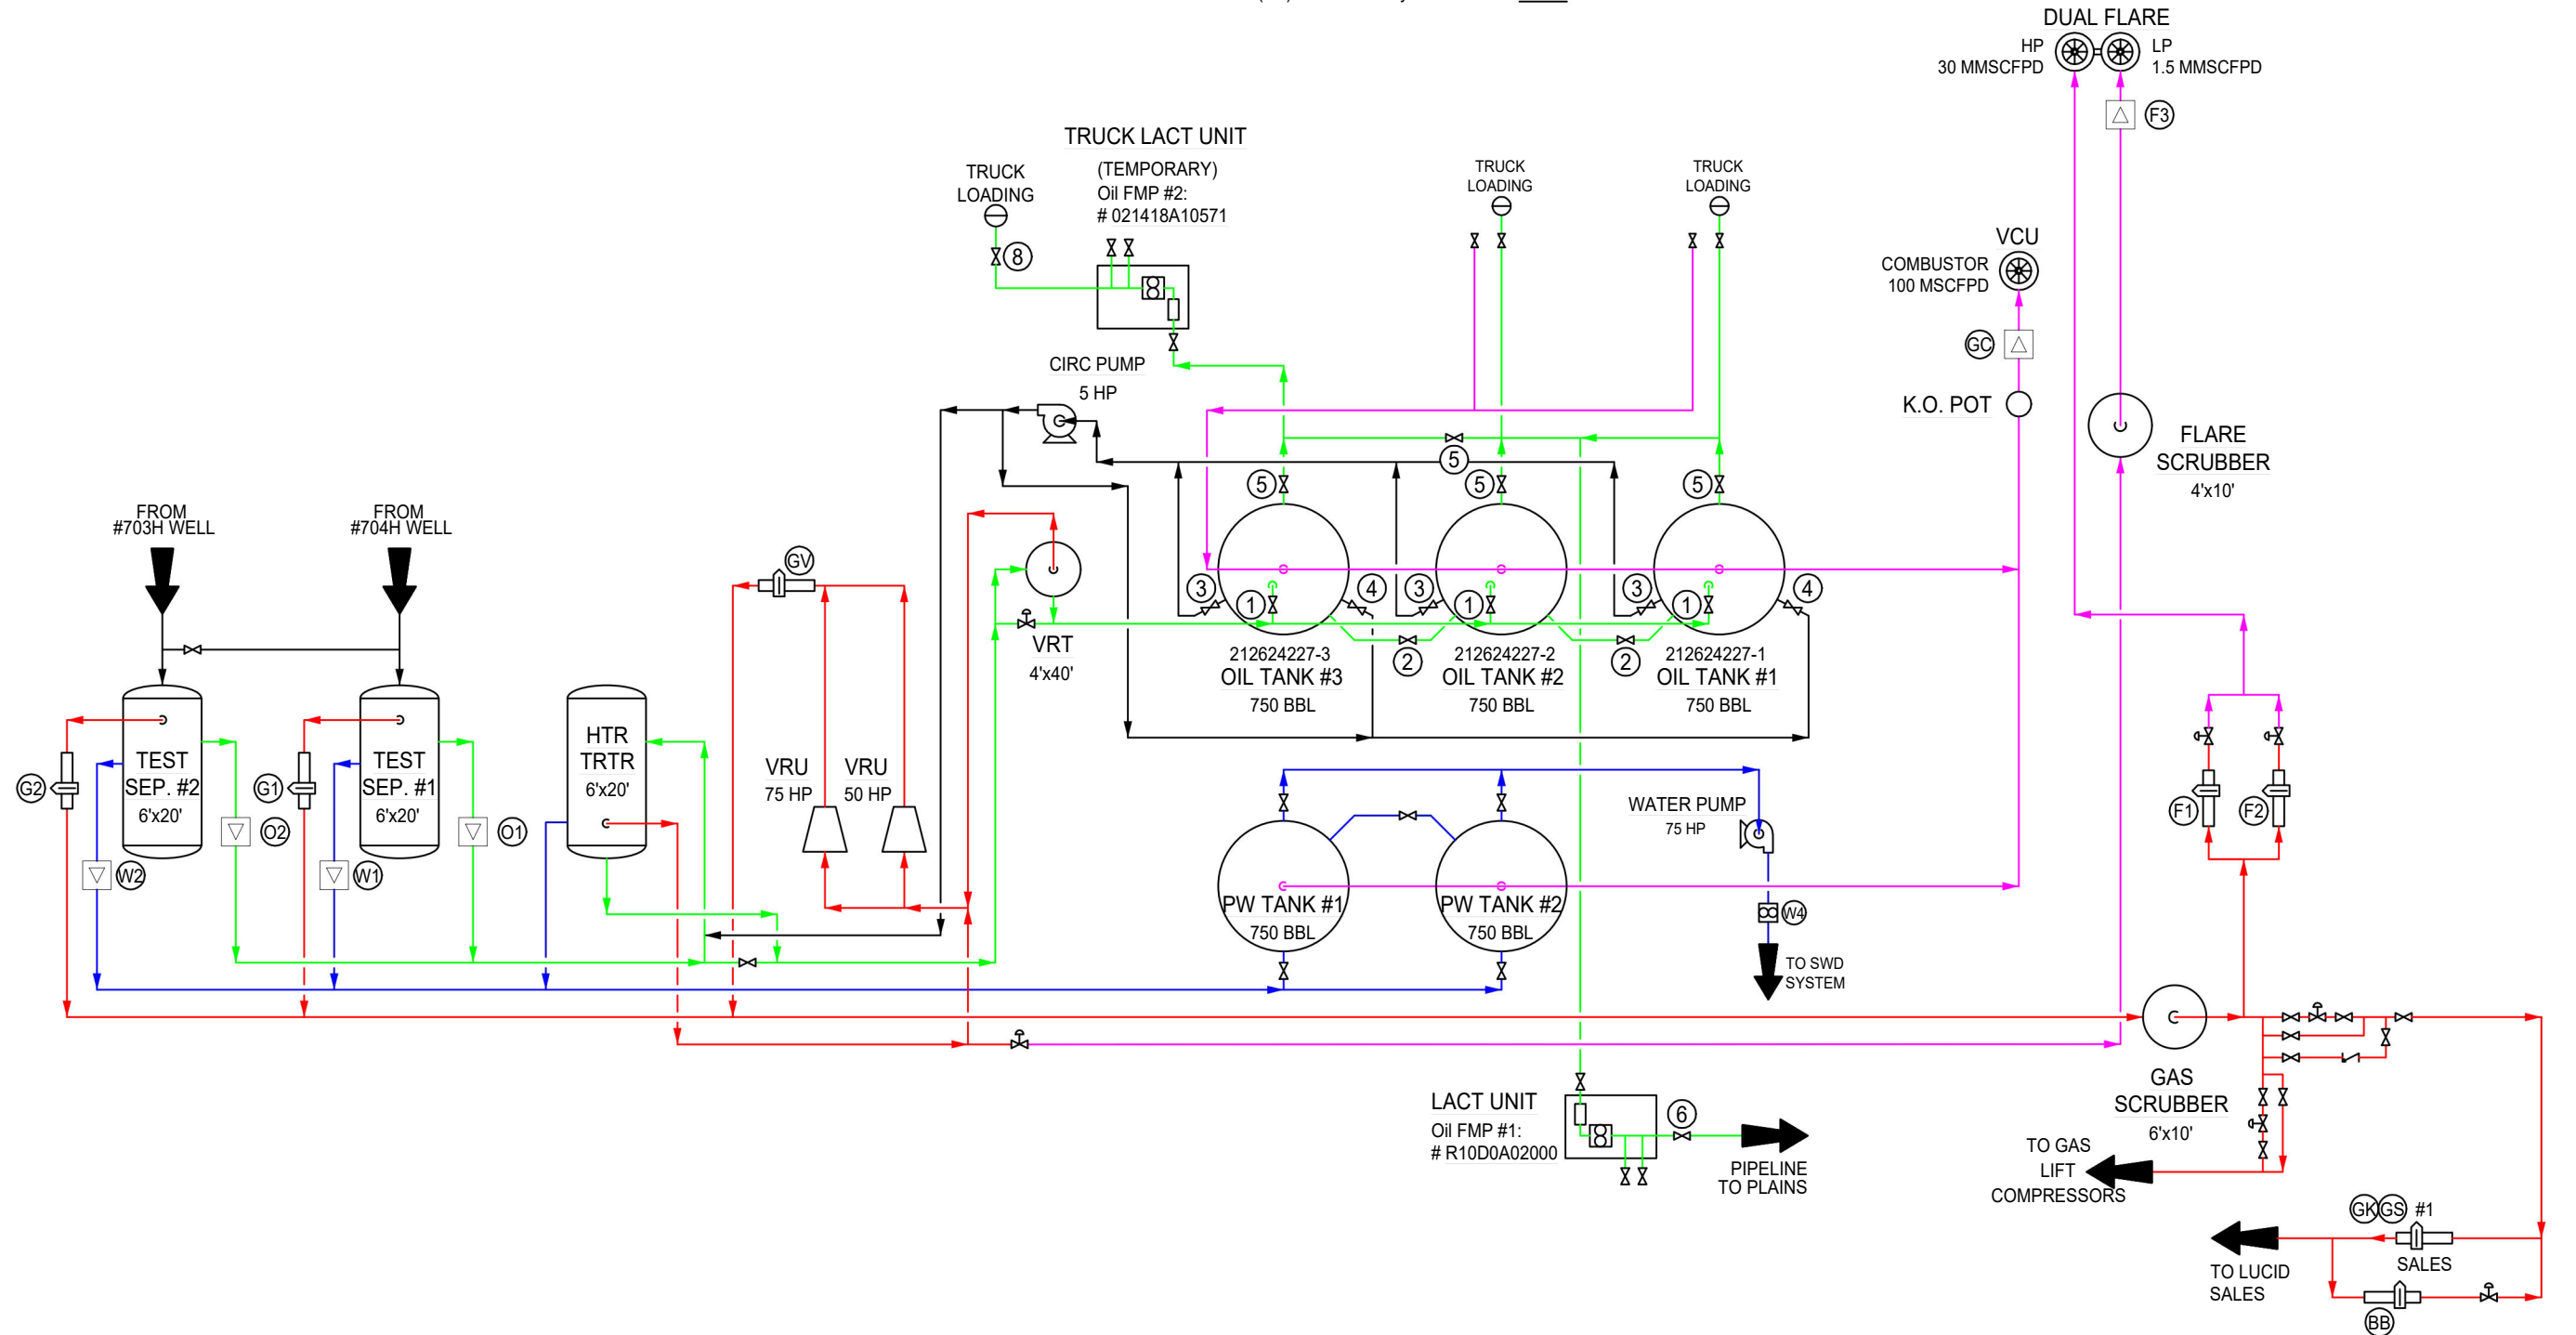 DUAL FLARE
HP
30 MMSCFPD
LP
1.5 MMSCFPD
F3
TRUCK LACT UNIT
(TEMPORARY)
Oil FMP #2:
# 021418A10571
TRUCK
LOADING
8
TRUCK
LOADING
TRUCK
LOADING
VCU
COMBUSTOR
100 MSCFPD
GC
K.O. POT
FLARE
SCRUBBER
4'x10'
CIRC PUMP
5 HP
5
5
5
5
FROM
#703H WELL
FROM
#704H WELL
GV
3
1
4
3
1
3
1
4
2
2
VRT
4'x40'
212624227-3
OIL TANK #3
750 BBL
212624227-2
OIL TANK #2
750 BBL
212624227-1
OIL TANK #1
750 BBL
TEST
SEP. #2
6'x20'
G2
O2
W2
TEST
SEP. #1
6'x20'
G1
O1
W1
HTR
TRTR
6'x20'
VRU
75 HP
VRU
50 HP
WATER PUMP
75 HP
F1
F2
PW TANK #1
750 BBL
PW TANK #2
750 BBL
W4
TO SWD
SYSTEM
LACT UNIT
Oil FMP #1:
# R10D0A02000
6
PIPELINE
TO PLAINS
GAS
SCRUBBER
6'x10'
TO GAS
LIFT
COMPRESSORS
GK
GS
#1
SALES
TO LUCID
SALES
BB